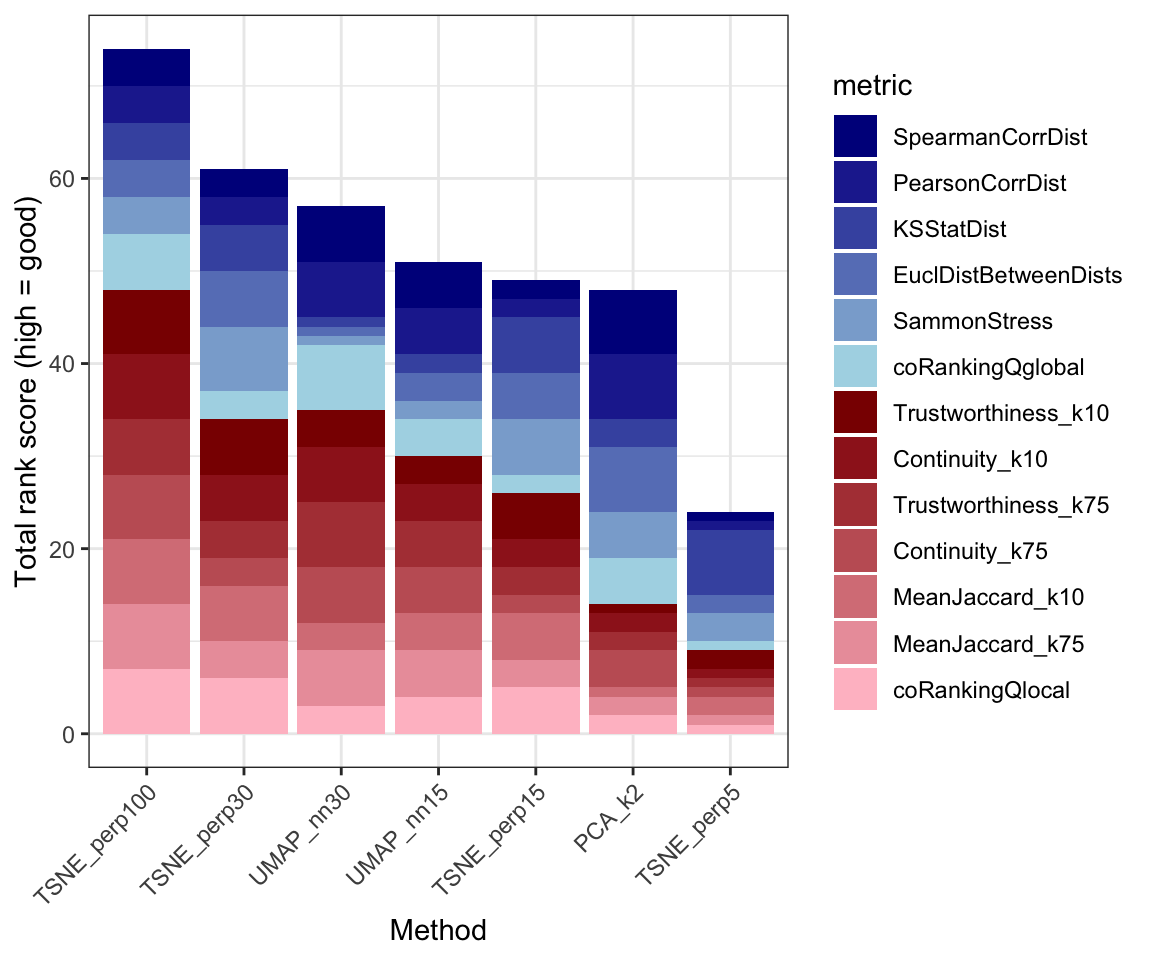 Total rank score (high = good)
60
40
20
0
TSNE_perp100
TSNE_perp30
UMAP_nn30
UMAP_nn15
TSNE_perp15
PCA_k2
TSNE_perp5
Method
metric
SpearmanCorrDist
PearsonCorrDist
KSStatDist
EuclDistBetweenDists
SammonStress
coRankingQglobal
Trustworthiness_k10
Continuity_k10
Trustworthiness_k75
Continuity_k75
MeanJaccard_k10
MeanJaccard_k75
coRankingQlocal